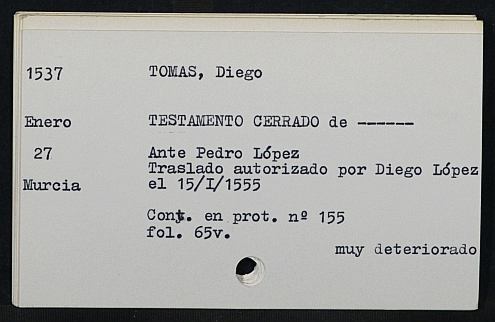 1537 TOMAS, Diego
Enero TESTAMENTO CERRADO de ------
27 Ante Pedro López
Traslado autorizado por Diego López
Murcia el 15/I/1555
Cont. en prot. nº 155
fol. 65v.
muy deteriorado